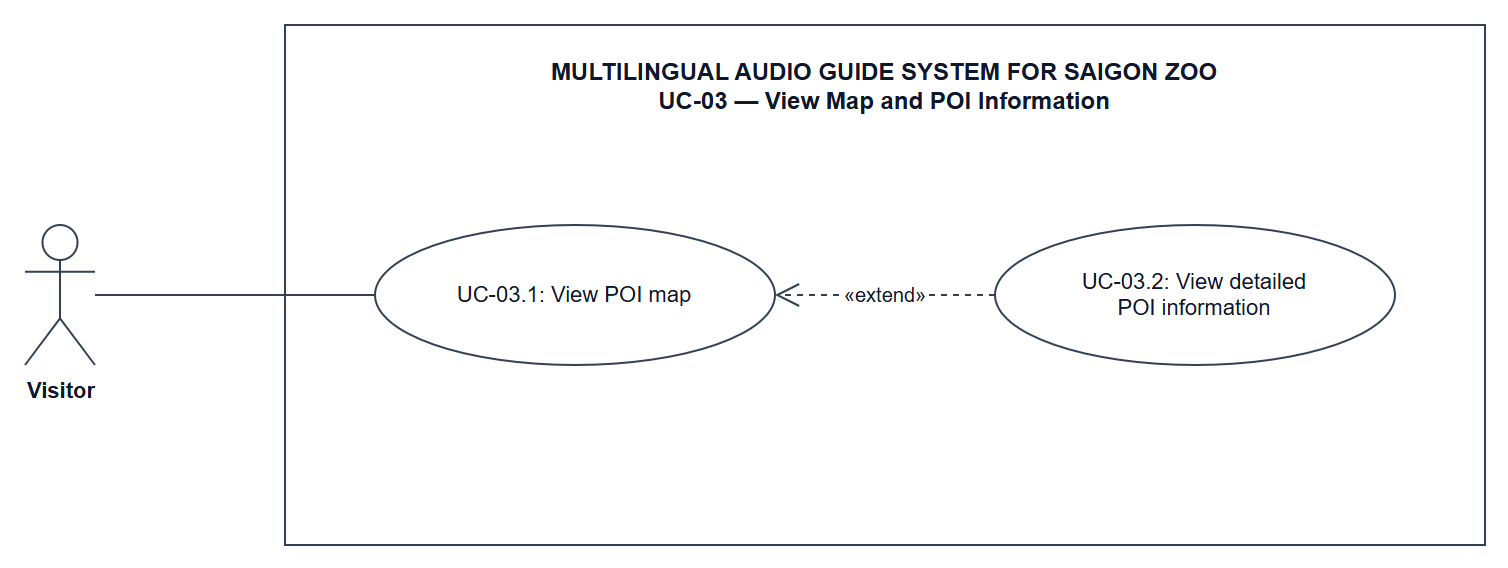 MULTILINGUAL AUDIO GUIDE SYSTEM FOR SAIGON ZOO
UC-03 — View Map and POI Information
UC-03.1: View POI map
«extend»
UC-03.2: View detailed
POI information
Visitor